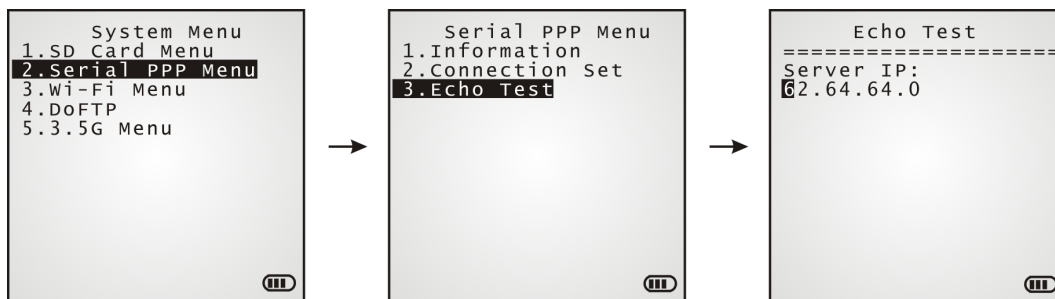 System Menu
1.SD Card Menu
2.Serial PPP Menu
3.Wi-Fi Menu
4.DoFTP
5.3.5G Menu
Serial PPP Menu
1.Information
2.Connection Set
3.Echo Test
Echo Test
====================
Server IP:
62.64.64.0